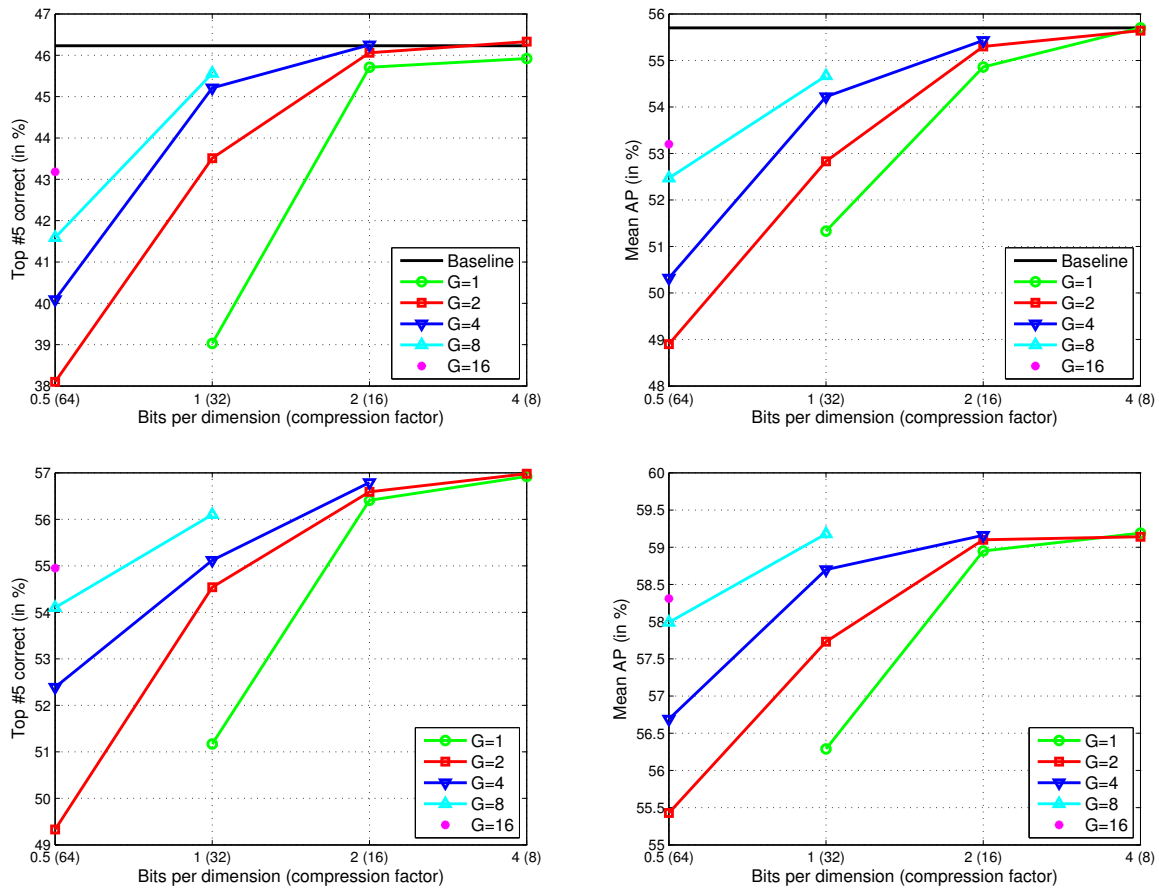 47
46
45
44
43
42
41
40
39
38
Top #5 correct (in %)
0.5 (64)
1 (32)
2 (16)
4 (8)
Bits per dimension (compression factor)
Baseline
G=1
G=2
G=4
G=8
G=16
56
55
54
53
52
51
50
49
48
Mean AP (in %)
0.5 (64)
1 (32)
2 (16)
4 (8)
Bits per dimension (compression factor)
Baseline
G=1
G=2
G=4
G=8
G=16
57
56
55
54
53
52
51
50
49
Top #5 correct (in %)
0.5 (64)
1 (32)
2 (16)
4 (8)
Bits per dimension (compression factor)
G=1
G=2
G=4
G=8
G=16
60
59.5
59
58.5
58
57.5
57
56.5
56
55.5
55
Mean AP (in %)
0.5 (64)
1 (32)
2 (16)
4 (8)
Bits per dimension (compression factor)
G=1
G=2
G=4
G=8
G=16